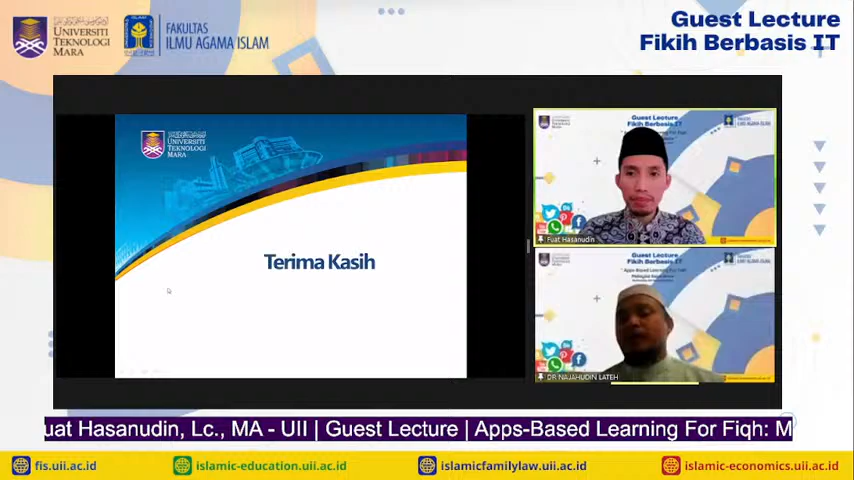 UNIVERSITI
TEKNOLOGI
MARA
FAKULTAS
ILMU AGAMA ISLAM
Guest Lecture
Fikih Berbasis IT
UNIVERSITI
TEKNOLOGI
MARA
Terima Kasih
Guest Lecture
Fikih Berbasis IT
Fuat Hasanudin
Guest Lecture
Fikih Berbasis IT
DR NAJAHUDIN LATEH
uat Hasanudin, Lc., MA - UII | Guest Lecture | Apps-Based Learning For Fiqh: M
fis.uii.ac.id
islamic-education.uii.ac.id
islamicfamilylaw.uii.ac.id
islamic-economics.uii.ac.id